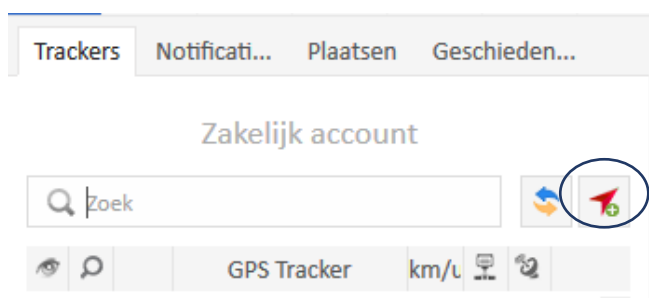 Trackers Notificati... Plaatsen Geschieden...
Zakelijk account
Zoek
GPS Tracker km/u